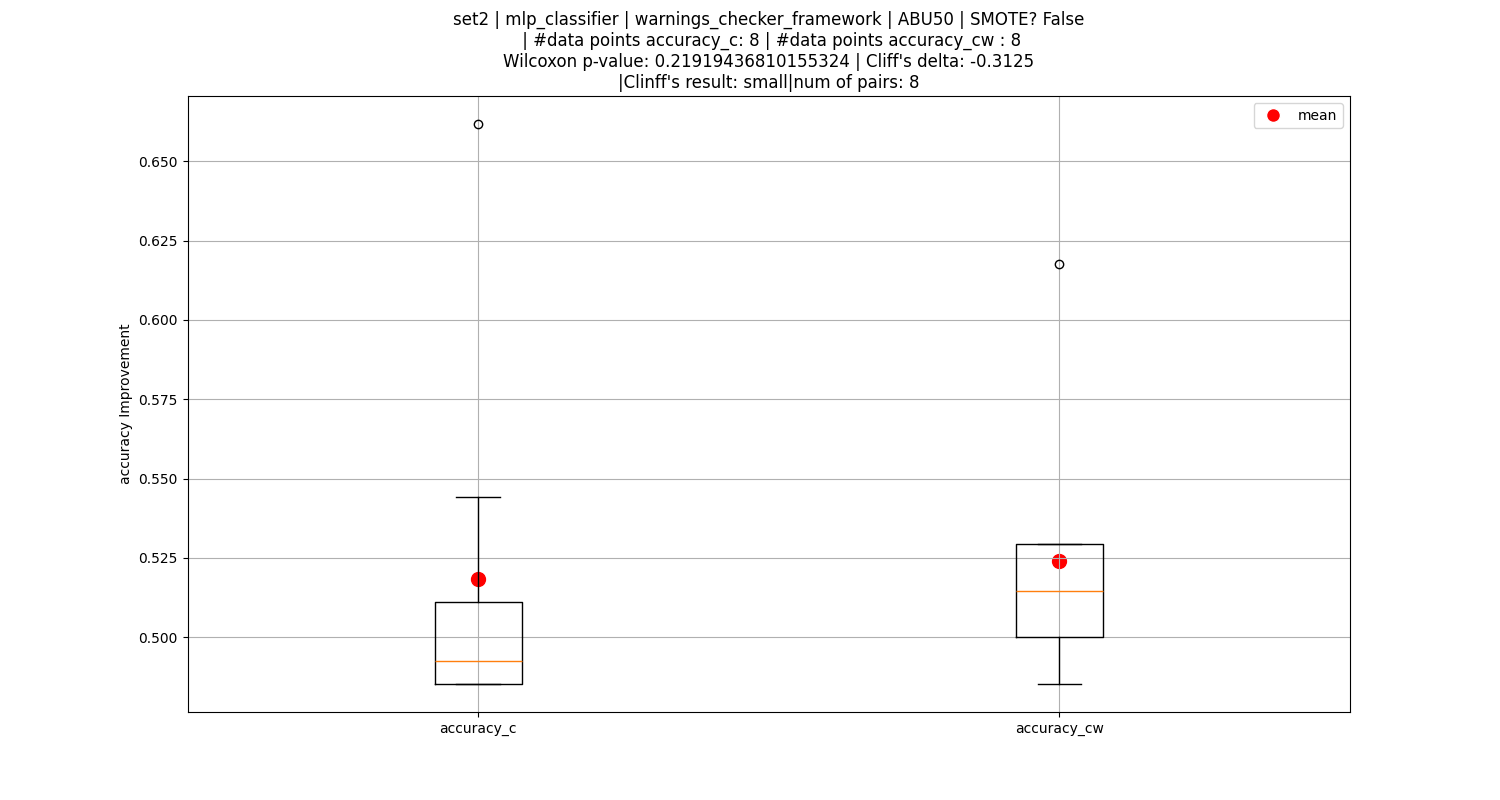 set2 | mlp_classifier | warnings_checker_framework | ABU50 | SMOTE? False
| #data points accuracy_c: 8 | #data points accuracy_cw : 8
Wilcoxon p-value: 0.21919436810155324 | Cliff's delta: -0.3125
|Clinff's result: small|num of pairs: 8
mean
0.650
0.625
0.600
0.575
0.550
0.525
0.500
accuracy Improvement
accuracy_c
accuracy_cw